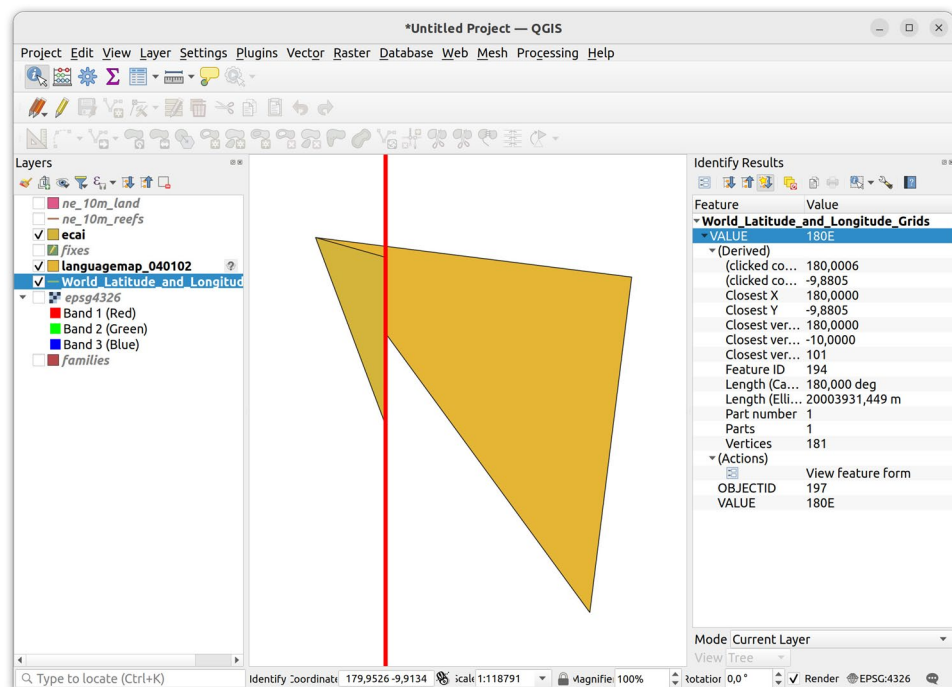 *Untitled Project — QGIS
Project Edit View Layer Settings Plugins Vector Raster Database Web Mesh Processing Help
Layers
ne_10m_land
ne_10m_reefs
ecai
fixes
languagemap_040102 ?
World_Latitude_and_Longitud
epsg4326
Band 1 (Red)
Band 2 (Green)
Band 3 (Blue)
families
Identify Results
Feature Value
World_Latitude_and_Longitude_Grids
VALUE 180E
(Derived)
(clicked co... 180,0006
(clicked co... -9,8805
Closest X 180,0000
Closest Y -9,8805
Closest ver... 180,0000
Closest ver... -10,0000
Closest ver... 101
Feature ID 194
Length (Ca... 180,000 deg
Length (Elli... 20003931,449 m
Part number 1
Parts 1
Vertices 181
(Actions)
View feature form
OBJECTID 197
VALUE 180E
Mode Current Layer
View Tree
Type to locate (Ctrl+K)
Identify Coordinate 179,9526 -9,9134 Scale 1:118791 Magnifie 100% Rotatior 0,0 ° Render EPSG:4326